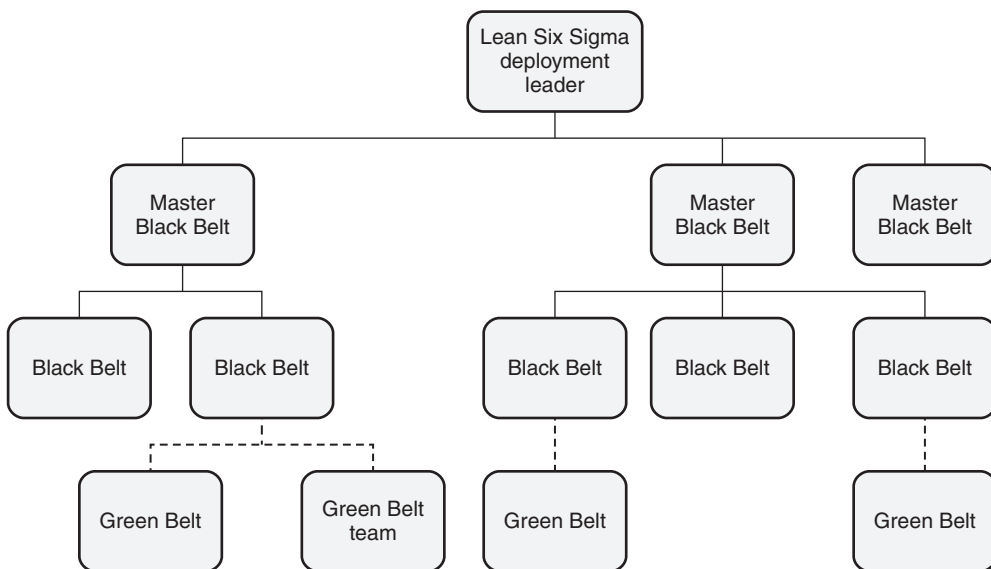 Lean Six Sigma
deployment
leader
Master
Black Belt
Master
Black Belt
Master
Black Belt
Black Belt
Black Belt
Black Belt
Black Belt
Black Belt
Green Belt
Green Belt
team
Green Belt
Green Belt